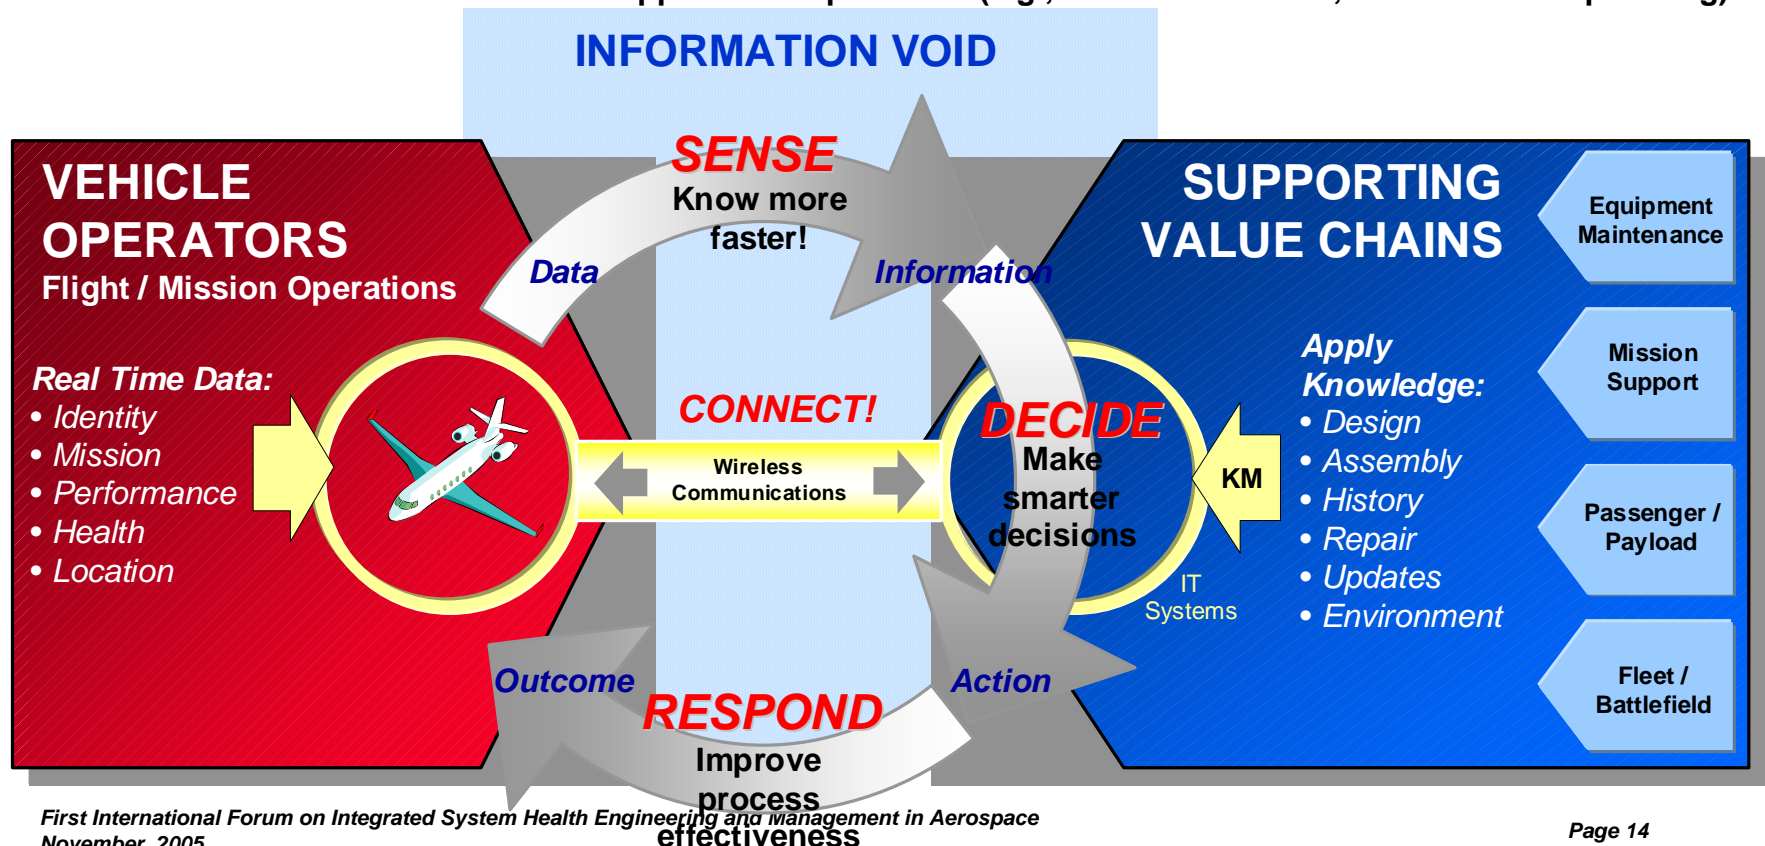 INFORMATION VOID
SENSE
Know more
faster!
Data
Information
VEHICLE
OPERATORS
Flight / Mission Operations
Real Time Data:
• Identity
• Mission
• Performance
• Health
• Location
CONNECT!
Wireless
Communications
DECIDE
Make
smarter
decisions
KM
IT
Systems
SUPPORTING
VALUE CHAINS
Apply
Knowledge:
• Design
• Assembly
• History
• Repair
• Updates
• Environment
Equipment
Maintenance
Mission
Support
Passenger /
Payload
Fleet /
Battlefield
Outcome
Action
RESPOND
Improve
process
effectiveness
First International Forum on Integrated System Health Engineering and Management in Aerospace
November, 2005
Page 14